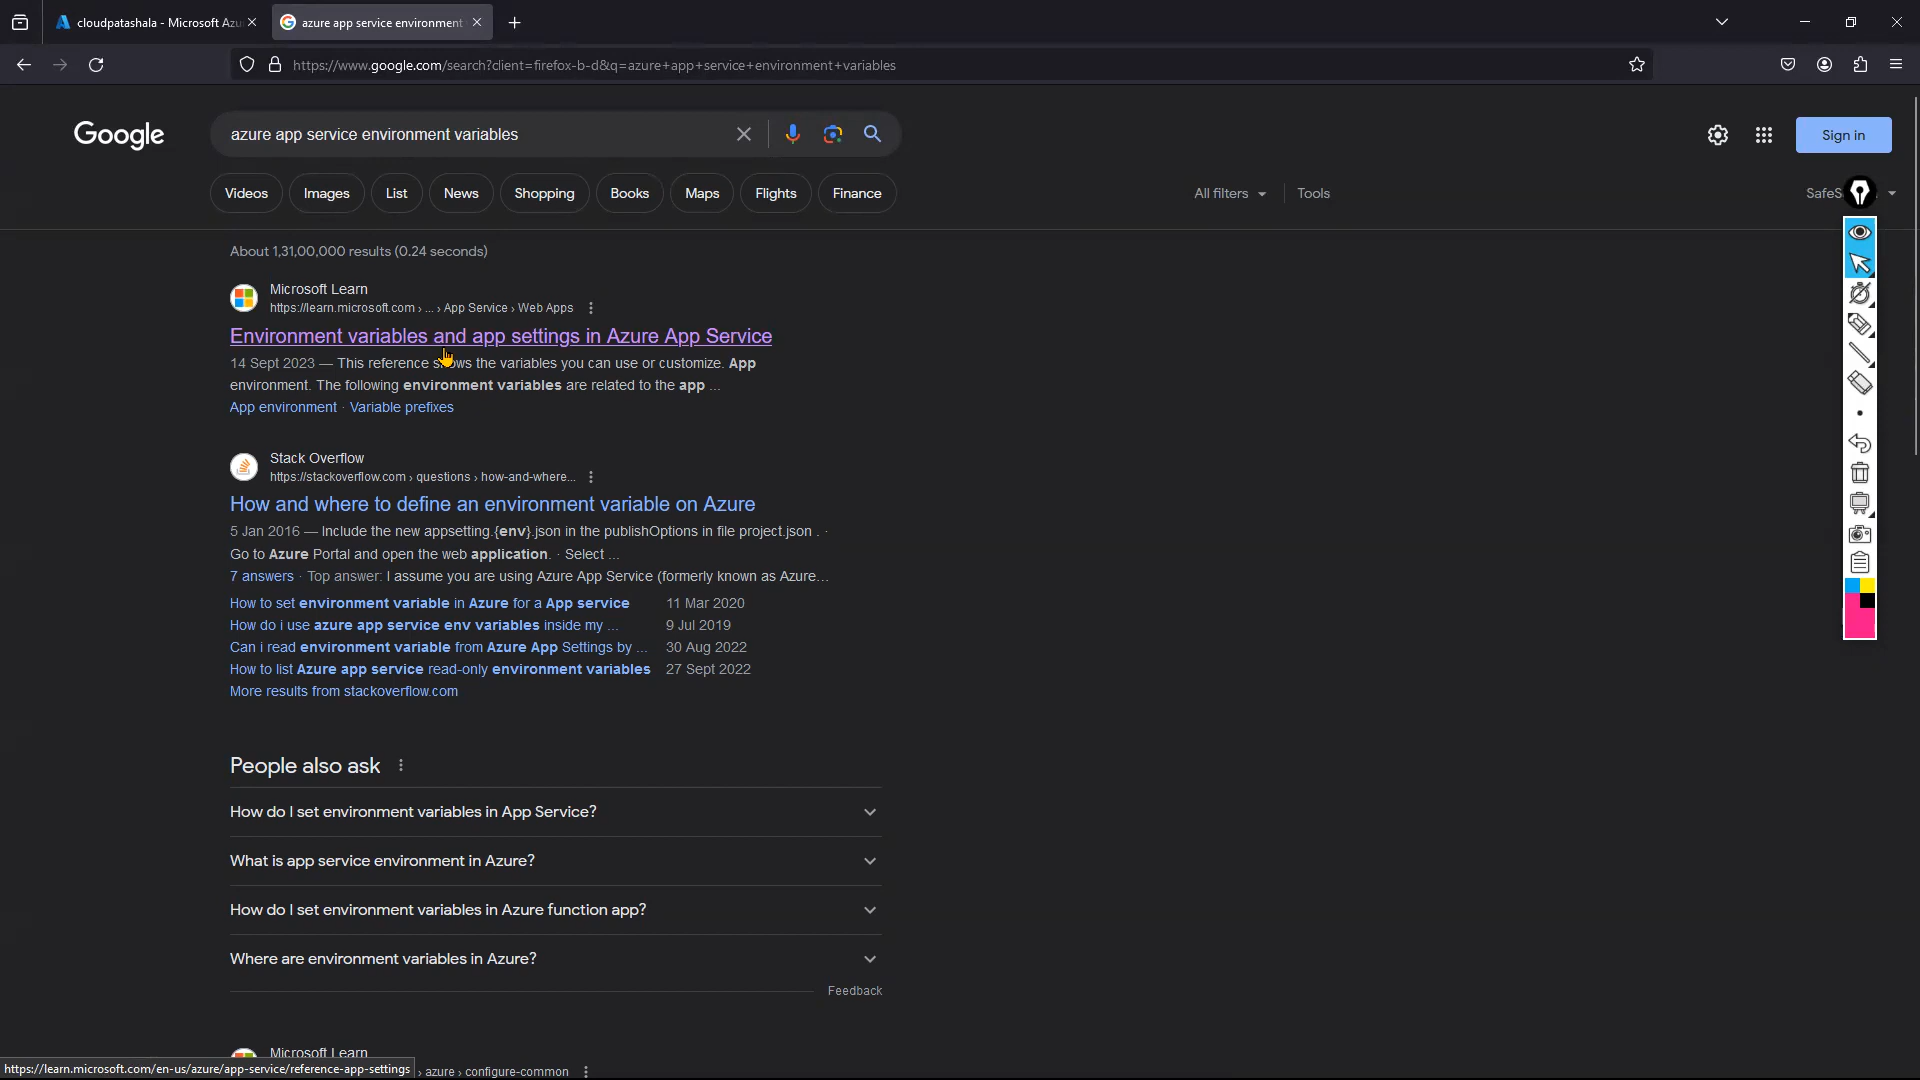 cloudpatashala - Microsoft Azu
azure app service environment
https://www.google.com/search?client=firefox-b-d&q=azure+app+service+environment+variables
Google
azure app service environment variables
Sign in
Videos
Images
List
News
Shopping
Books
Maps
Flights
Finance
All filters
Tools
SafeS
About 1,31,00,000 results (0.24 seconds)
Microsoft Learn
https://learn.microsoft.com › ... › App Service › Web Apps
Environment variables and app settings in Azure App Service
14 Sept 2023 — This reference shows the variables you can use or customize. App
environment. The following environment variables are related to the app ...
App environment · Variable prefixes
Stack Overflow
https://stackoverflow.com › questions › how-and-where...
How and where to define an environment variable on Azure
5 Jan 2016 — Include the new appsetting.{env}.json in the publishOptions in file project.json . ·
Go to Azure Portal and open the web application. · Select ...
7 answers · Top answer: I assume you are using Azure App Service (formerly known as Azure...
How to set environment variable in Azure for a App service 11 Mar 2020
How do i use azure app service env variables inside my ... 9 Jul 2019
Can i read environment variable from Azure App Settings by ... 30 Aug 2022
How to list Azure app service read-only environment variables 27 Sept 2022
More results from stackoverflow.com
People also ask
How do I set environment variables in App Service?
What is app service environment in Azure?
How do I set environment variables in Azure function app?
Where are environment variables in Azure?
Feedback
Microsoft Learn
https://learn.microsoft.com/en-us/azure/app-service/reference-app-settings
› azure › configure-common